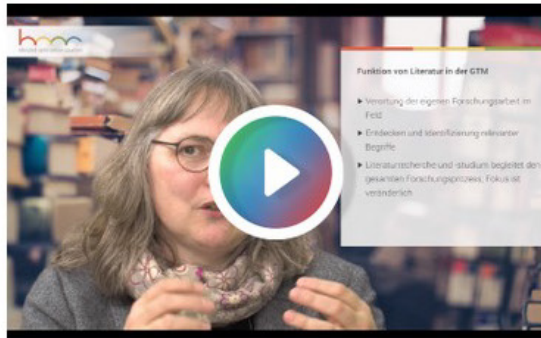 Funktion von Literatur in der GTM
▶ Verortung der eigenen Forschungsarbeit im
Feld
▶ Entdecken und Identifizierung relevanter
Begriffe
▶ Literaturrecherche und -studium begleitet den
gesamten Forschungsprozess, Fokus ist
veränderlich